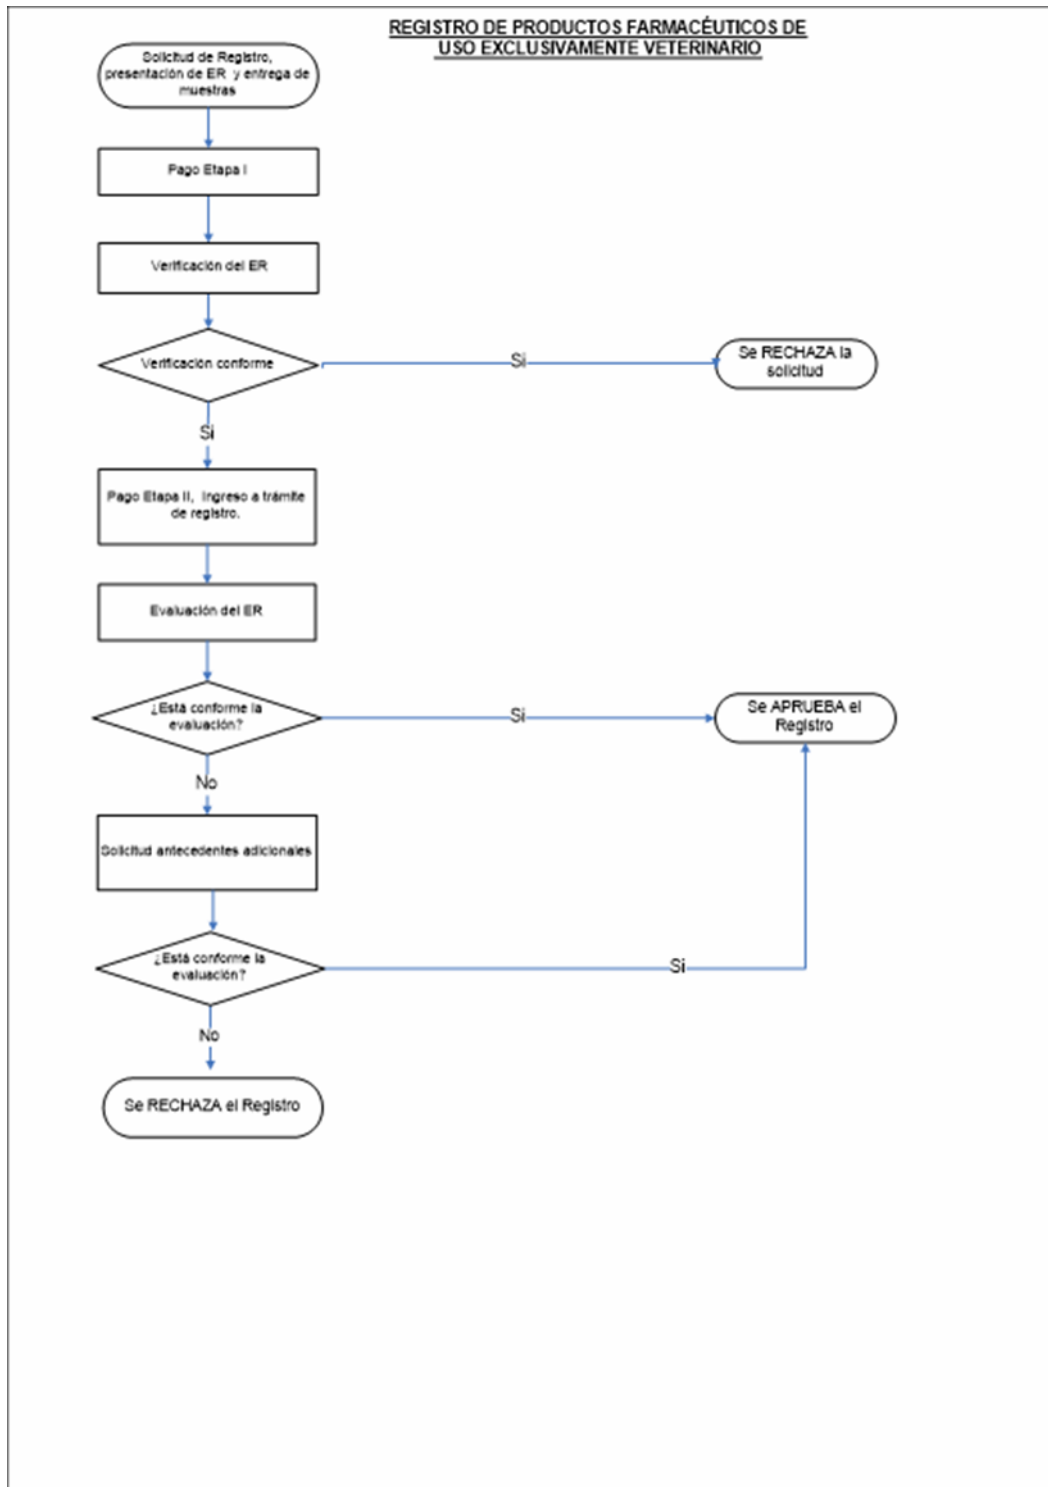 REGISTRO DE PRODUCTOS FARMACÉUTICOS DE
USO EXCLUSIVAMENTE VETERINARIO
Solicitud de Registro,
presentación de ER y entrega de
muestras
Pago Etapa I
Verificación del ER
Verificación conforme
Si
Se RECHAZA la
solicitud
Si
Pago Etapa II, Ingreso a trámite
de registro.
Evaluación del ER
¿Está conforme la
evaluación?
Si
Se APRUEBA el
Registro
No
Solicitud antecedentes adicionales
¿Está conforme la
evaluación?
Si
No
Se RECHAZA el Registro